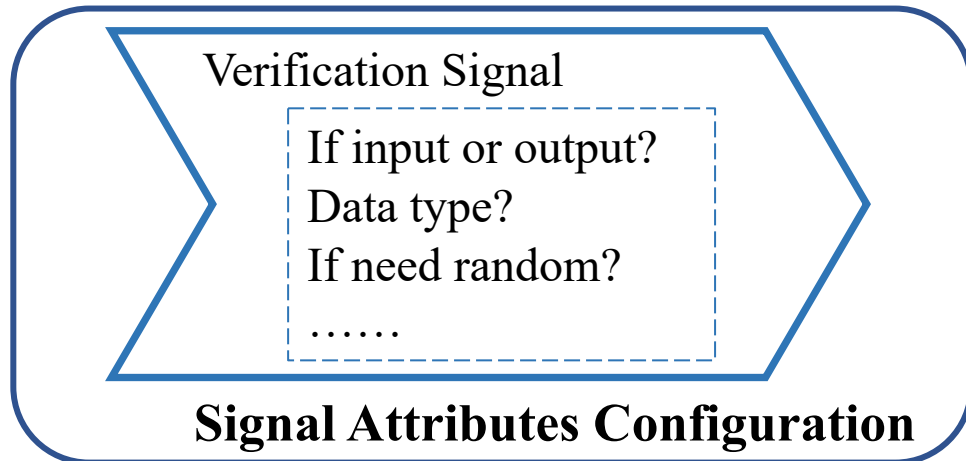 Verification Signal
If input or output?
Data type?
If need random?
……
Signal Attributes Configuration